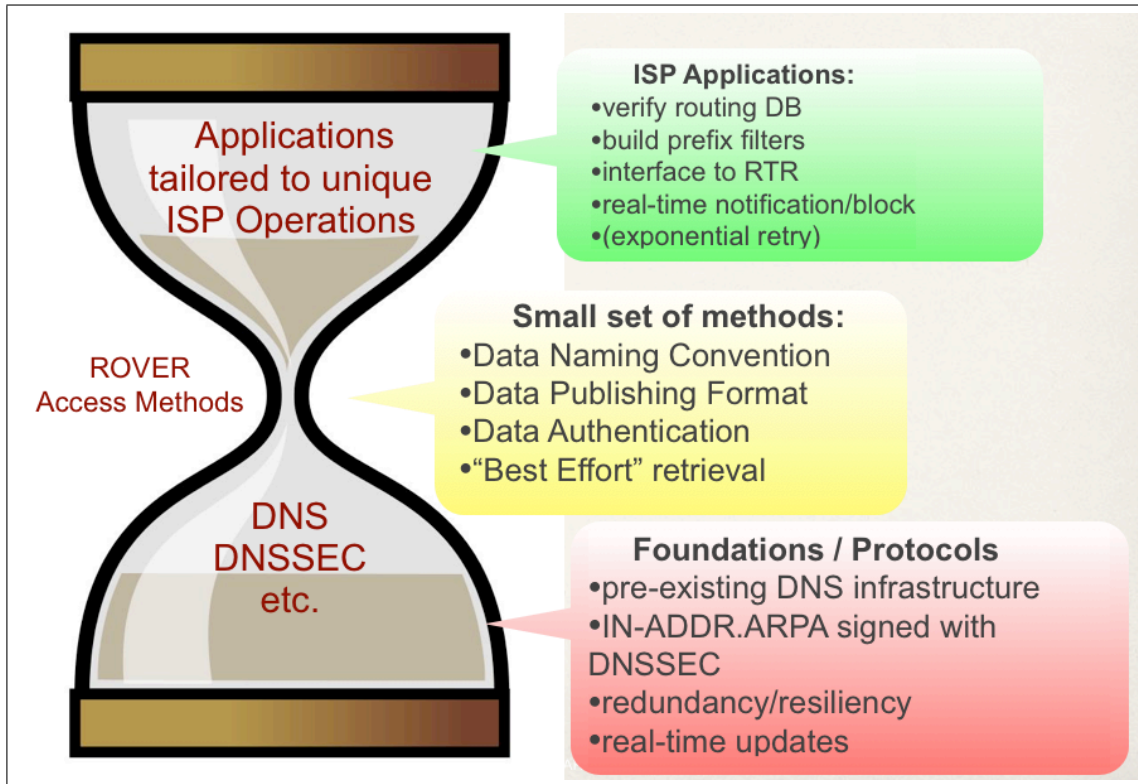 Applications
tailored to unique
ISP Operations
ISP Applications:
•verify routing DB
•build prefix filters
•interface to RTR
•real-time notification/block
•(exponential retry)
ROVER
Access Methods
Small set of methods:
•Data Naming Convention
•Data Publishing Format
•Data Authentication
•“Best Effort” retrieval
DNS
DNSSEC
etc.
Foundations / Protocols
•pre-existing DNS infrastructure
•IN-ADDR.ARPA signed with
DNSSEC
•redundancy/resiliency
•real-time updates